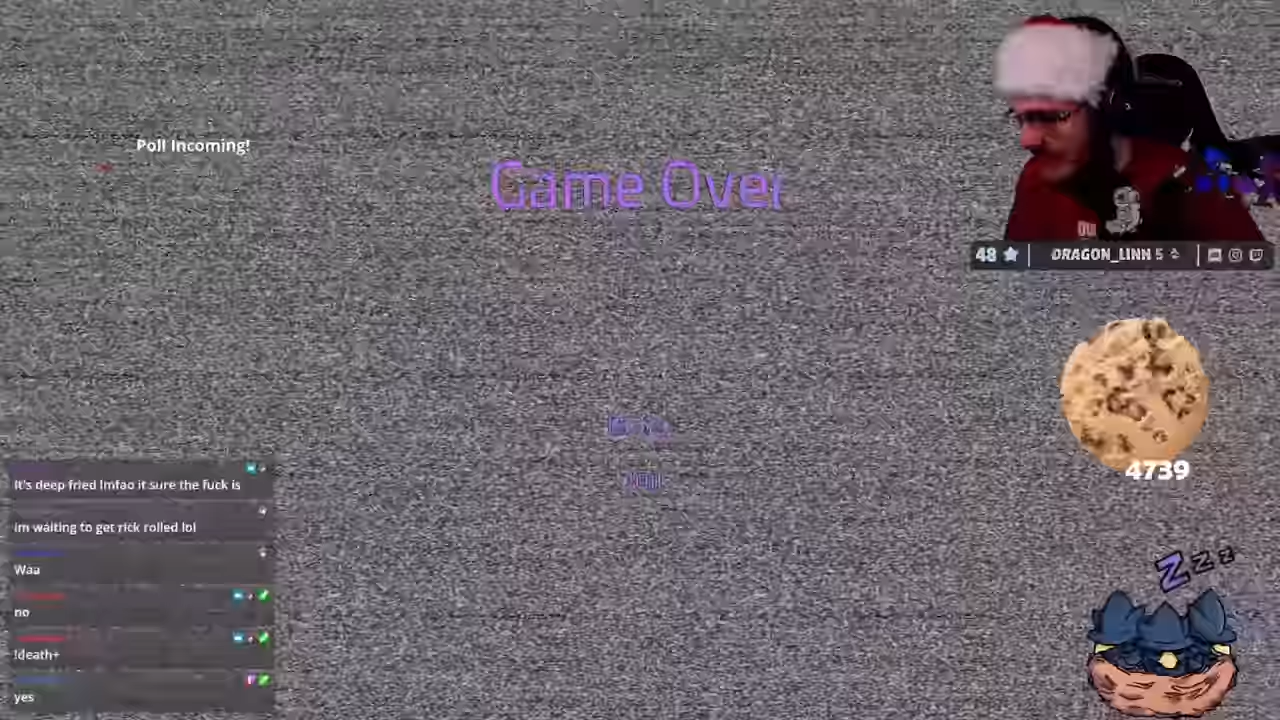 Poll Incoming!
Game Over
48
DRAGON_LINN 5
4739
It's deep fried lmfao it sure the fuck is
im waiting to get rick rolled lol
Waa
no
!death+
yes
Z z z